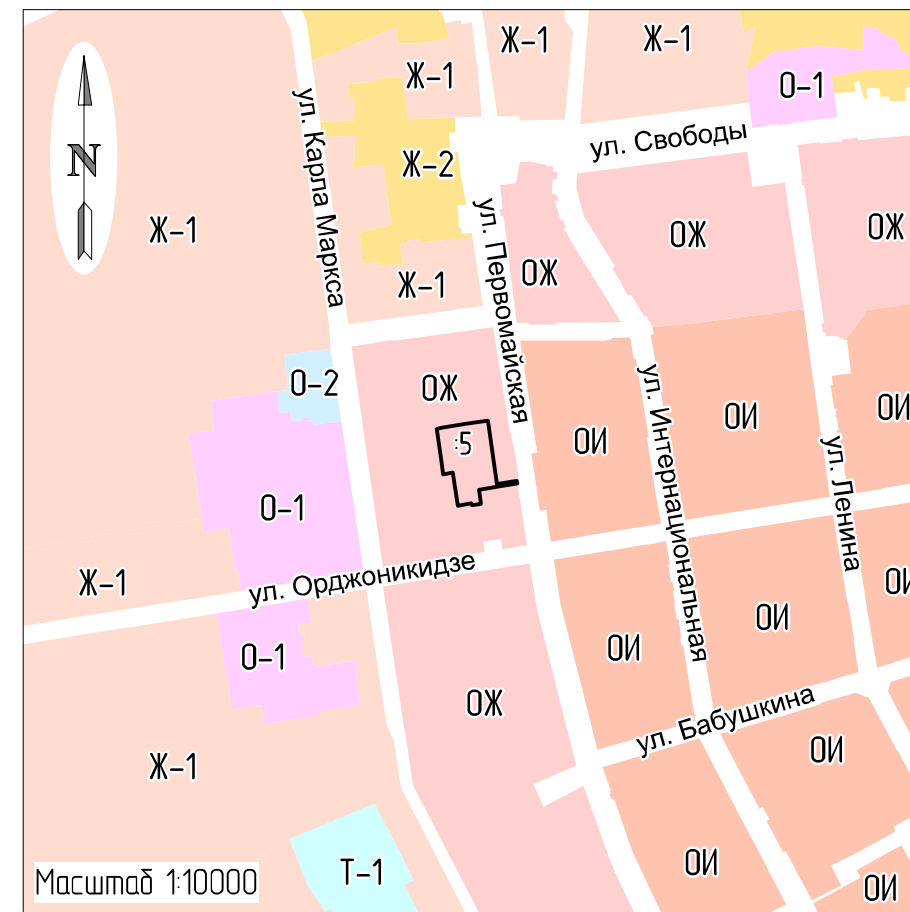 Ж-1
Ж-1
Ж-1
О-1
ул. Свободы
ул. Карла Маркса
Ж-2
N
Ж-1
ул. Первомайская
ОЖ
ОЖ
ОЖ
Ж-1
О-2
ОЖ
ул. Интернациональная
ОИ
ОИ
ОИ
:5
ул. Ленина
О-1
ул. Орджоникидзе
Ж-1
ОИ
ОИ
ОИ
О-1
ОЖ
ул. Бабушкина
ОИ
Ж-1
ОИ
Т-1
ОИ
Масштаб 1:10000